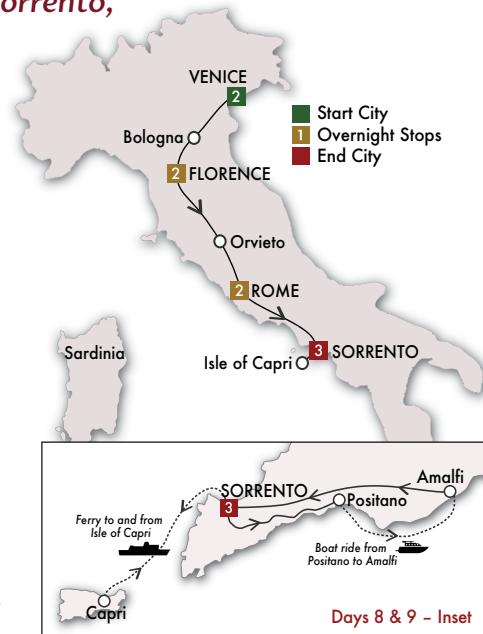 orrento,
VENICE
2
Start City
1 Overnight Stops
End City
Bologna
2 FLORENCE
Orvieto
2 ROME
Sardinia
Isle of Capri
3 SORRENTO
Amalfi
SORRENTO
3
Positano
Ferry to and from
Isle of Capri
Boat ride from
Positano to Amalfi
Capri
Days 8 & 9 – Inset